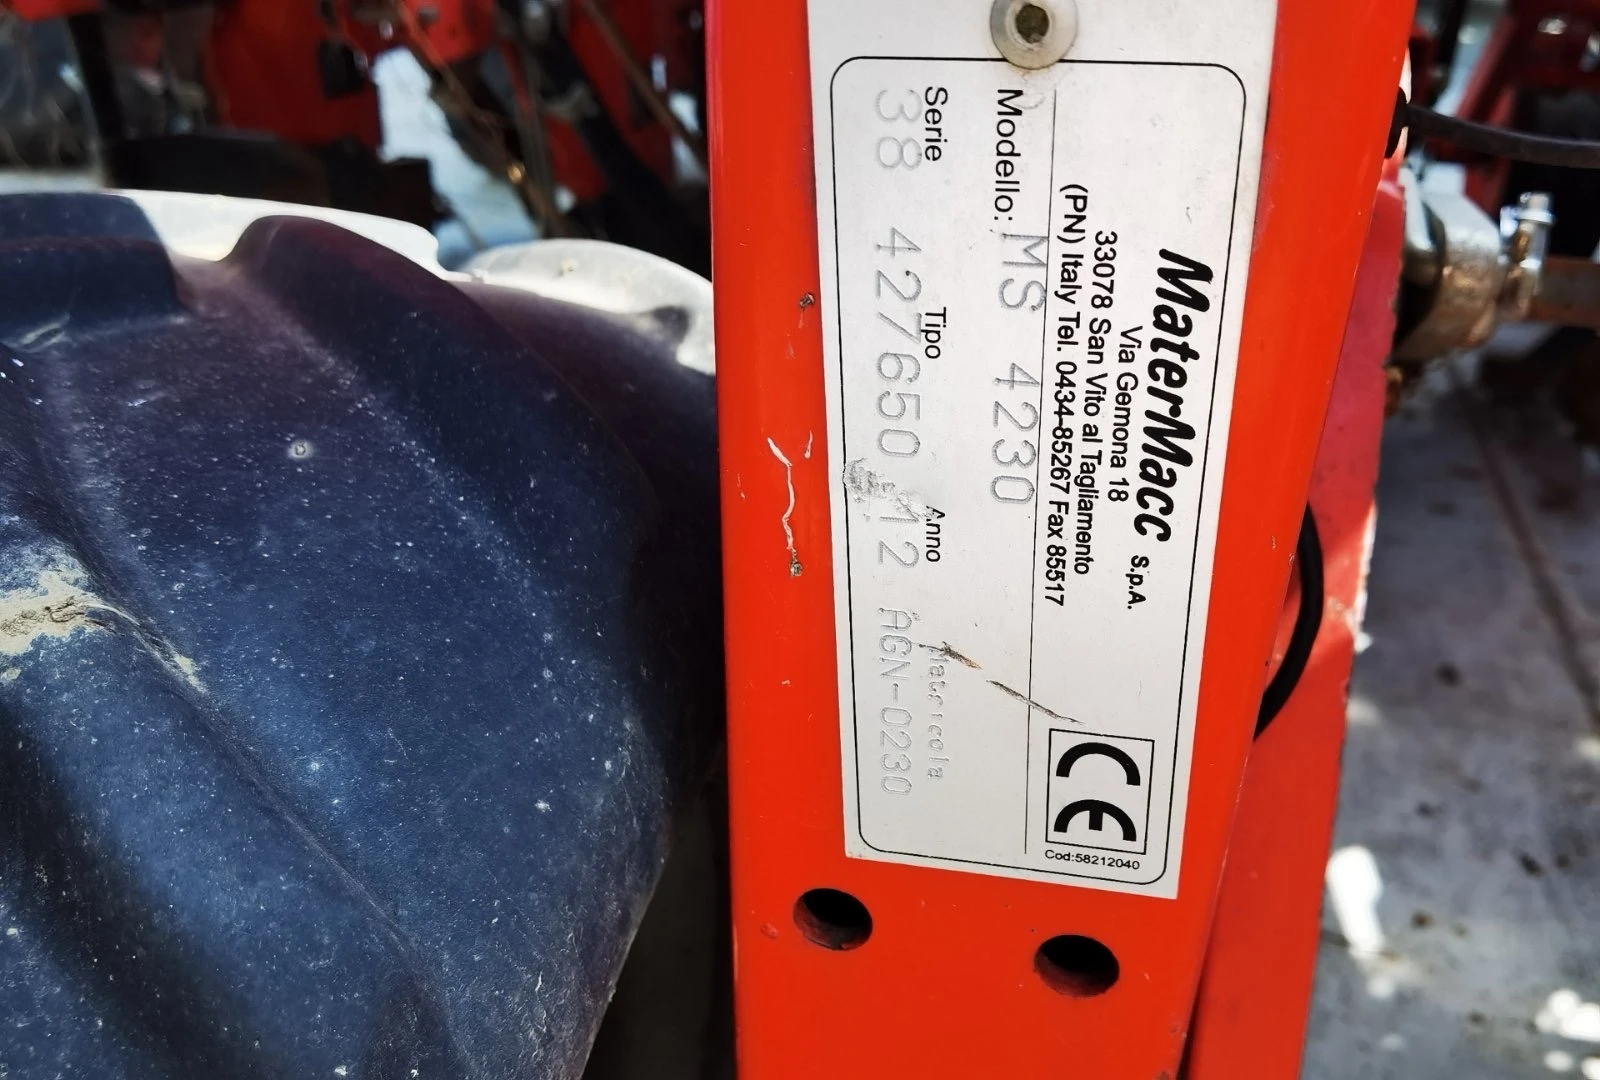 MaterMacc S.p.A.
Via Gemona 18
33078 San Vito al Tagliamento
(PN) Italy Tel. 0434-85267 Fax 85517
Modello: MS 4230
Serie Tipo Anno Matricola
38 427650 12 AGN-0230
CE
Cod:58212040